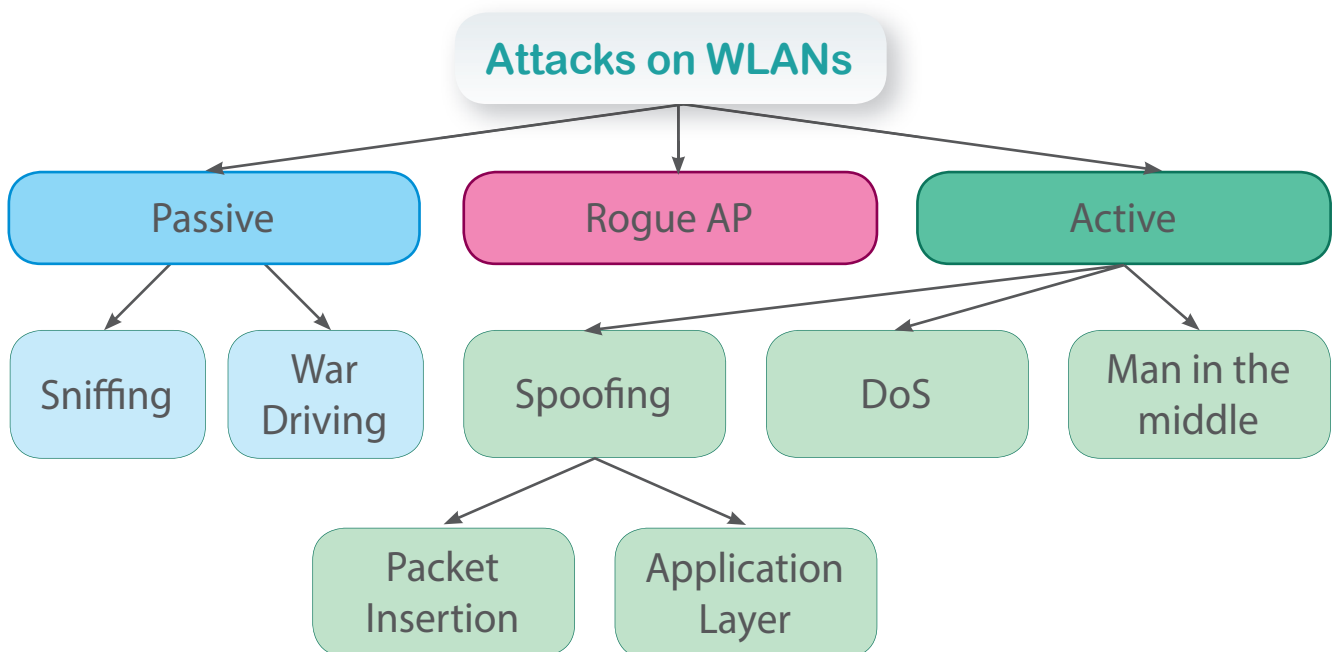 Attacks on WLANs
Passive
Rogue AP
Active
Sniffing
War
Driving
Spoofing
DoS
Man in the
middle
Packet
Insertion
Application
Layer